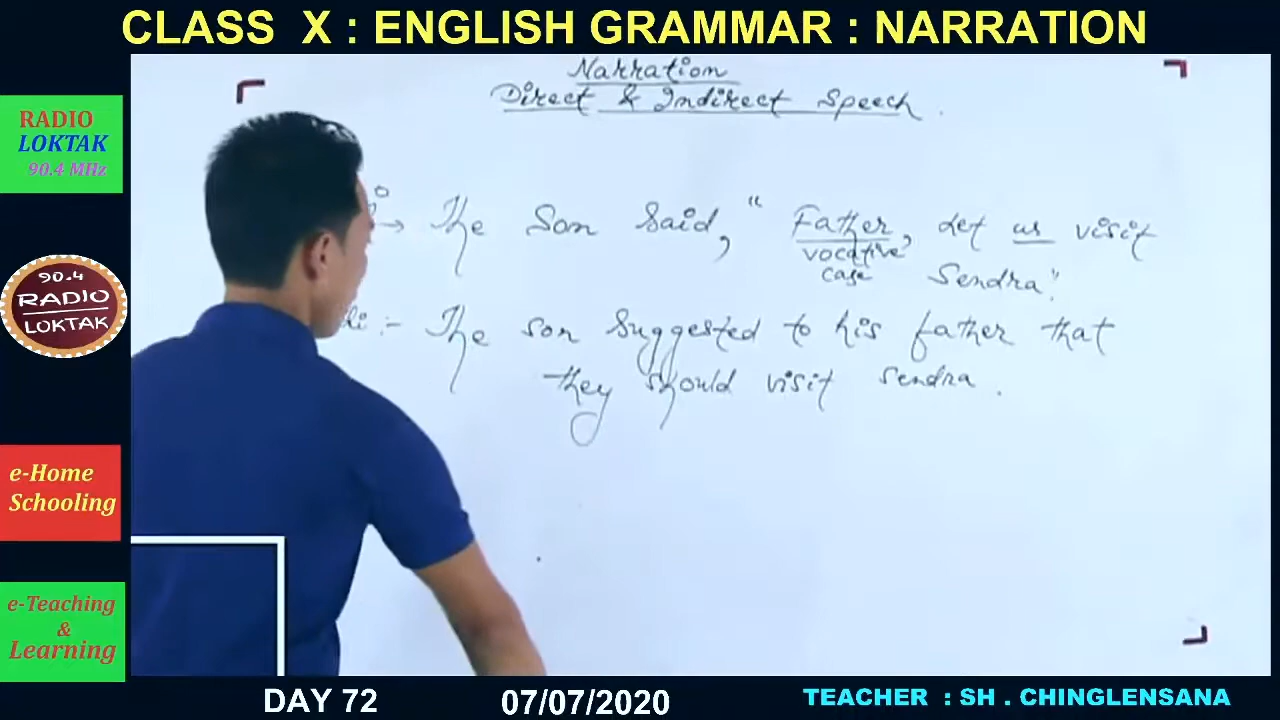 CLASS X : ENGLISH GRAMMAR : NARRATION
Narration
Direct & Indirect Speech.
RADIO
LOKTAK
90.4 MHz
→ The Son Said, “ Father, Let us visit
vocative
case Sendra”.
:- The son Suggested to his father that
they should visit Sendra.
90.4
RADIO
LOKTAK
e-Home
Schooling
e-Teaching
&
Learning
DAY 72 07/07/2020 TEACHER : SH . CHINGLENSANA